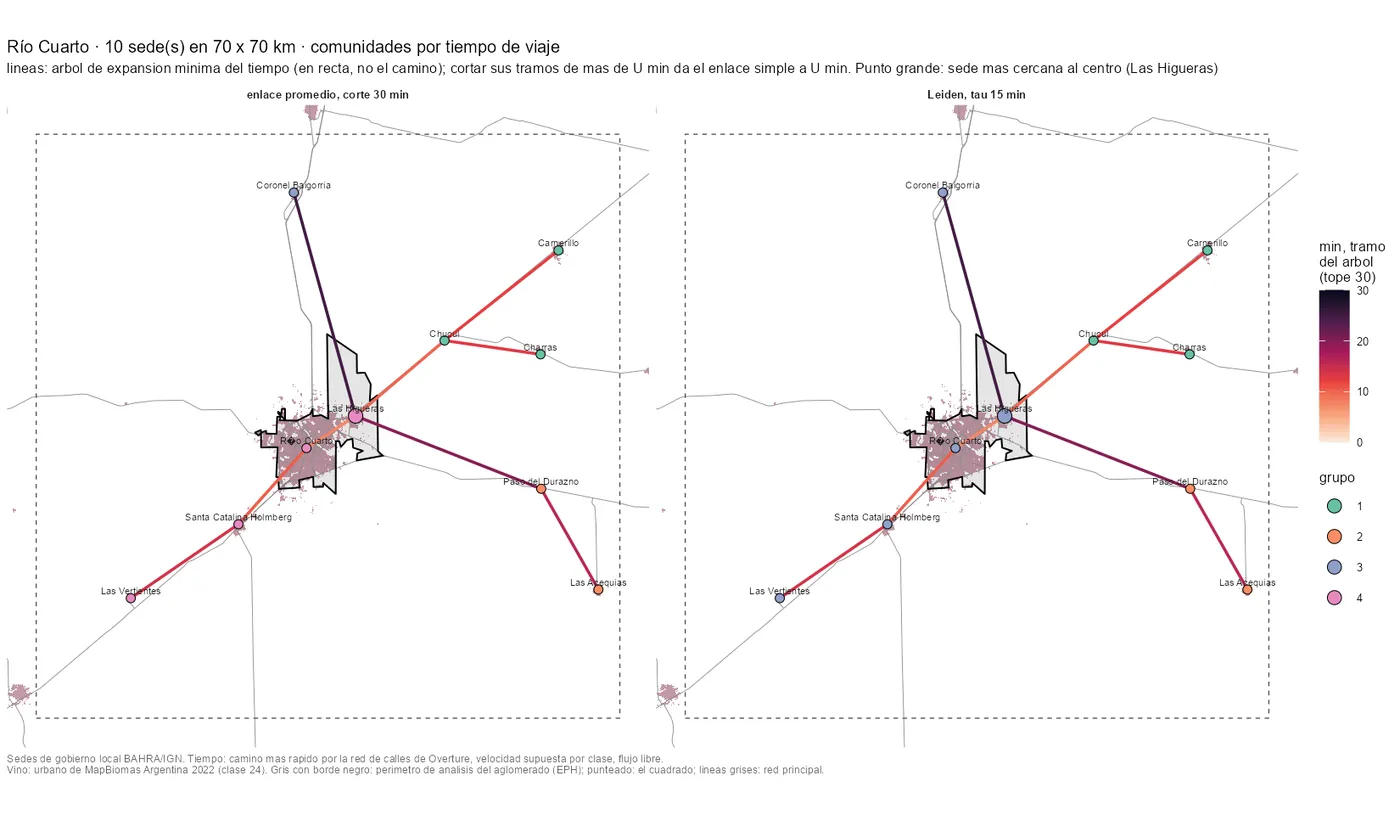 Río Cuarto · 10 sede(s) en 70 x 70 km · comunidades por tiempo de viaje
lineas: arbol de expansion minima del tiempo (en recta, no el camino); cortar sus tramos de mas de U min da el enlace simple a U min. Punto grande: sede mas cercana al centro (Las Higueras)
enlace promedio, corte 30 min
Coronel Baigorria
Carnerillo
Chucul
Charras
Las Higueras
R�o Cuarto
Paso del Durazno
Santa Catalina Holmberg
Las Acequias
Las Vertientes
Leiden, tau 15 min
Coronel Baigorria
Carnerillo
Chucul
Charras
Las Higueras
R�o Cuarto
Paso del Durazno
Santa Catalina Holmberg
Las Acequias
Las Vertientes
min, tramo
del arbol
(tope 30)
30
20
10
0
grupo
1
2
3
4
Sedes de gobierno local BAHRA/IGN. Tiempo: camino mas rapido por la red de calles de Overture, velocidad supuesta por clase, flujo libre.
Vino: urbano de MapBiomas Argentina 2022 (clase 24). Gris con borde negro: perimetro de analisis del aglomerado (EPH); punteado: el cuadrado; lineas grises: red principal.